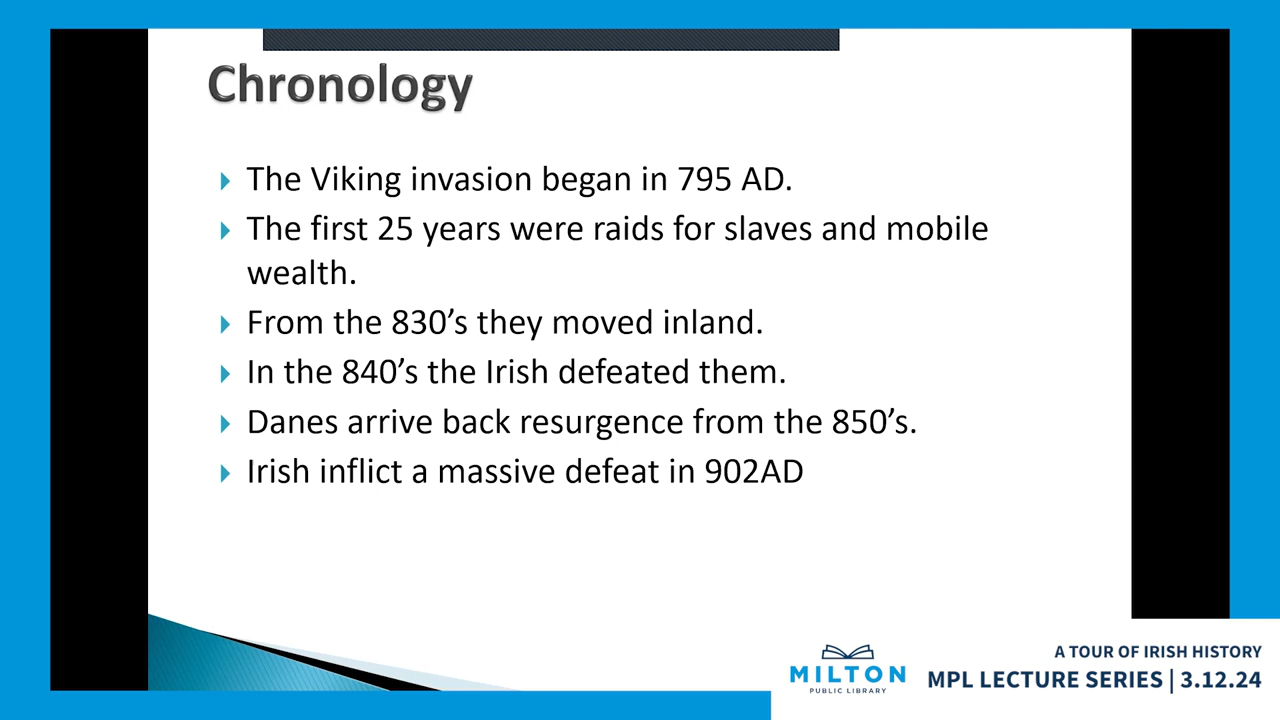 Chronology
The Viking invasion began in 795 AD.
The first 25 years were raids for slaves and mobile
wealth.
From the 830’s they moved inland.
In the 840’s the Irish defeated them.
Danes arrive back resurgence from the 850’s.
Irish inflict a massive defeat in 902AD
MILTON
PUBLIC LIBRARY
A TOUR OF IRISH HISTORY
MPL LECTURE SERIES | 3.12.24